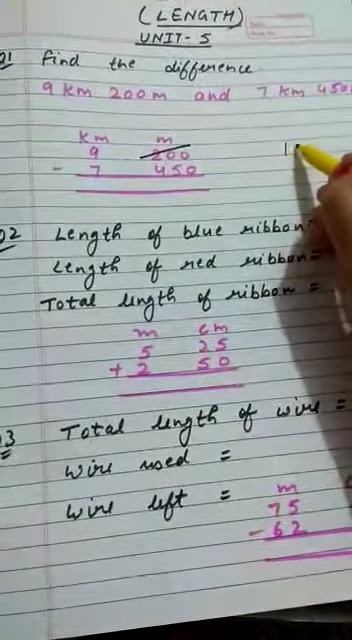 (LENGTH)
UNIT-5
Q1 Find the difference
9 km 200m and 7 km 450
km m
9 200
- 7 450
Q2 Length of blue ribbon
Length of red ribbon =
Total length of ribbon =
m cm
5 25
+ 2 50
Q3 Total length of wire =
wire used =
wire left =
m
75
- 62